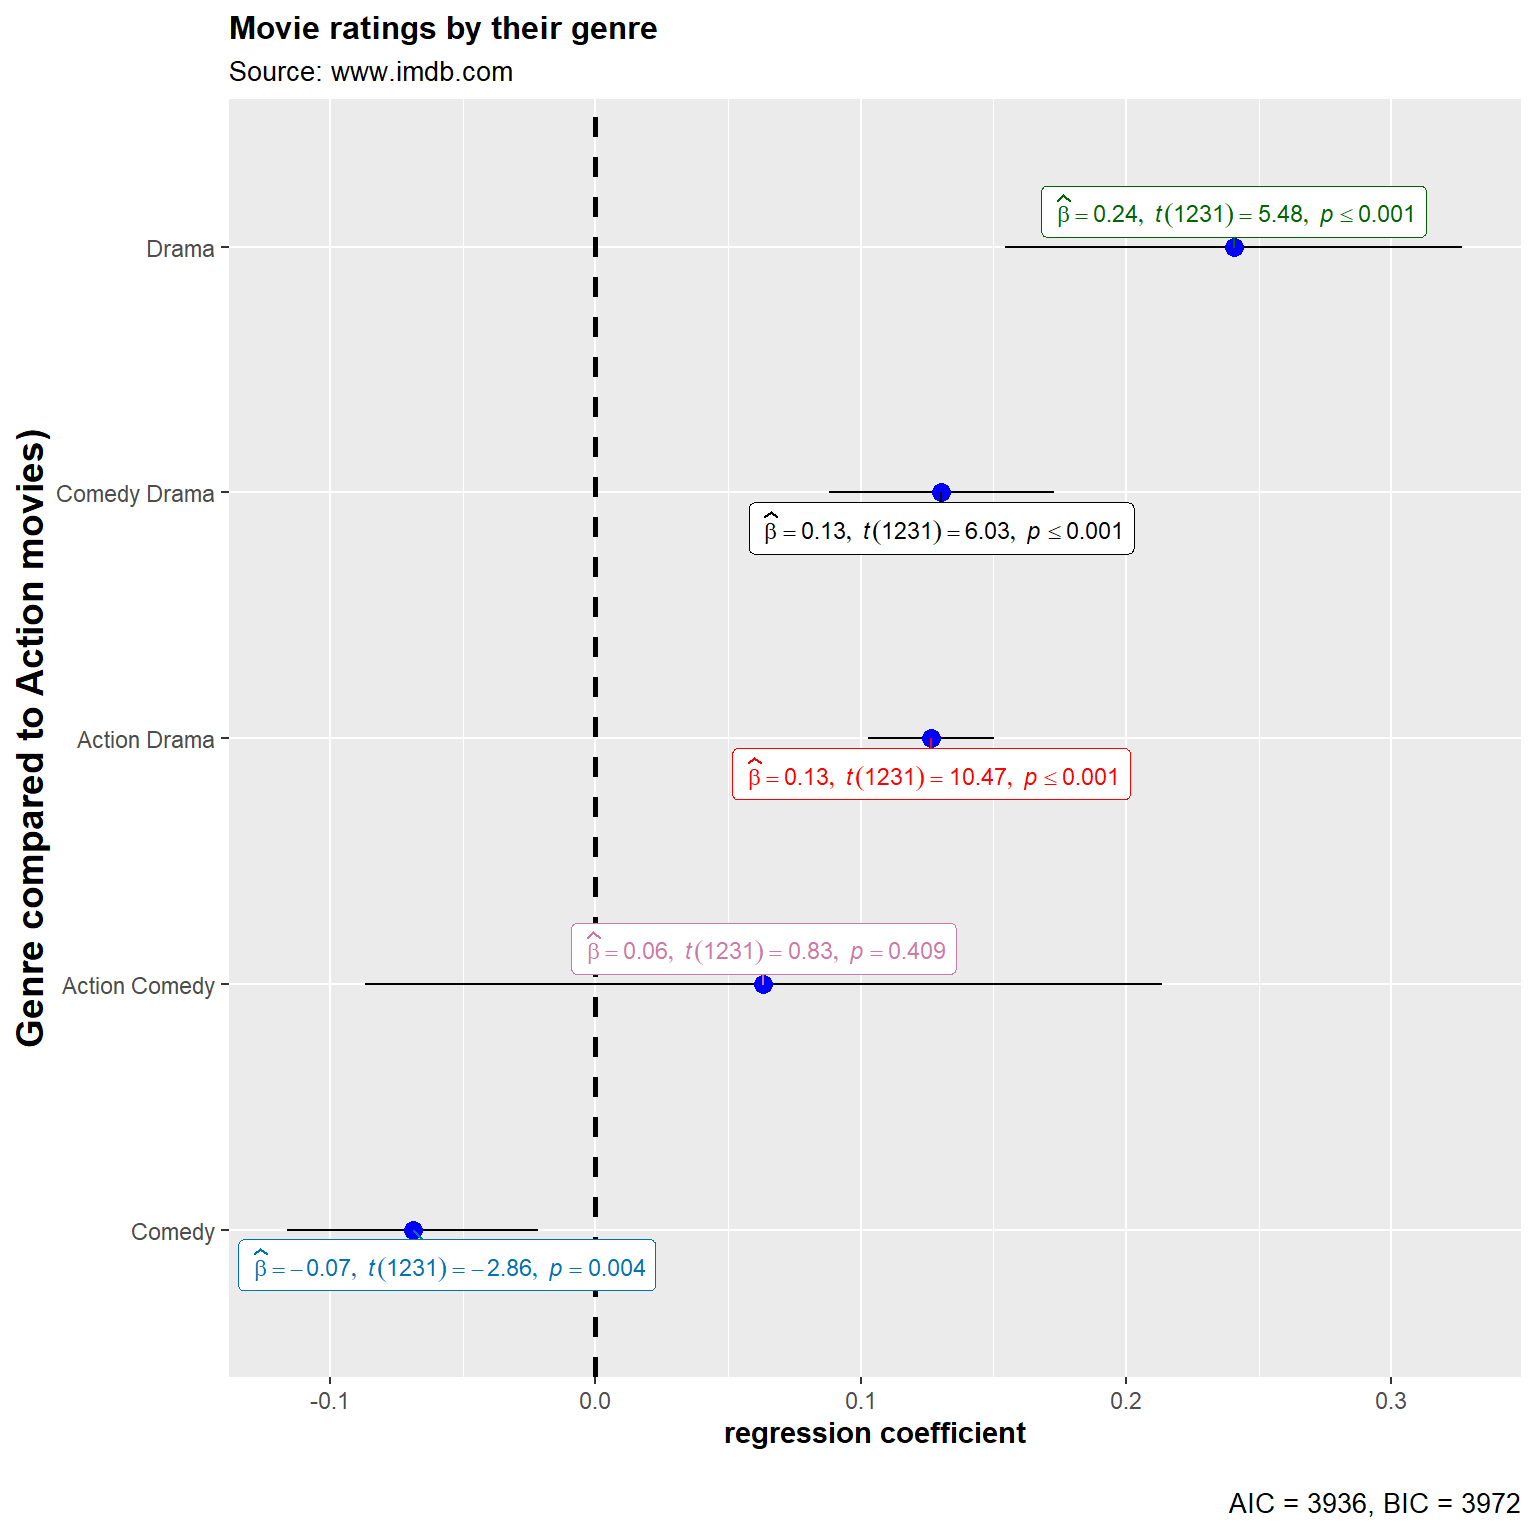 Movie ratings by their genre
Source: www.imdb.com
Genre compared to Action movies)
Drama
β̂ = 0.24, t(1231) = 5.48, p ≤ 0.001
Comedy Drama
β̂ = 0.13, t(1231) = 6.03, p ≤ 0.001
Action Drama
β̂ = 0.13, t(1231) = 10.47, p ≤ 0.001
β̂ = 0.06, t(1231) = 0.83, p = 0.409
Action Comedy
Comedy
β̂ = −0.07, t(1231) = −2.86, p = 0.004
-0.1 0.0 0.1 0.2 0.3
regression coefficient
AIC = 3936, BIC = 3972